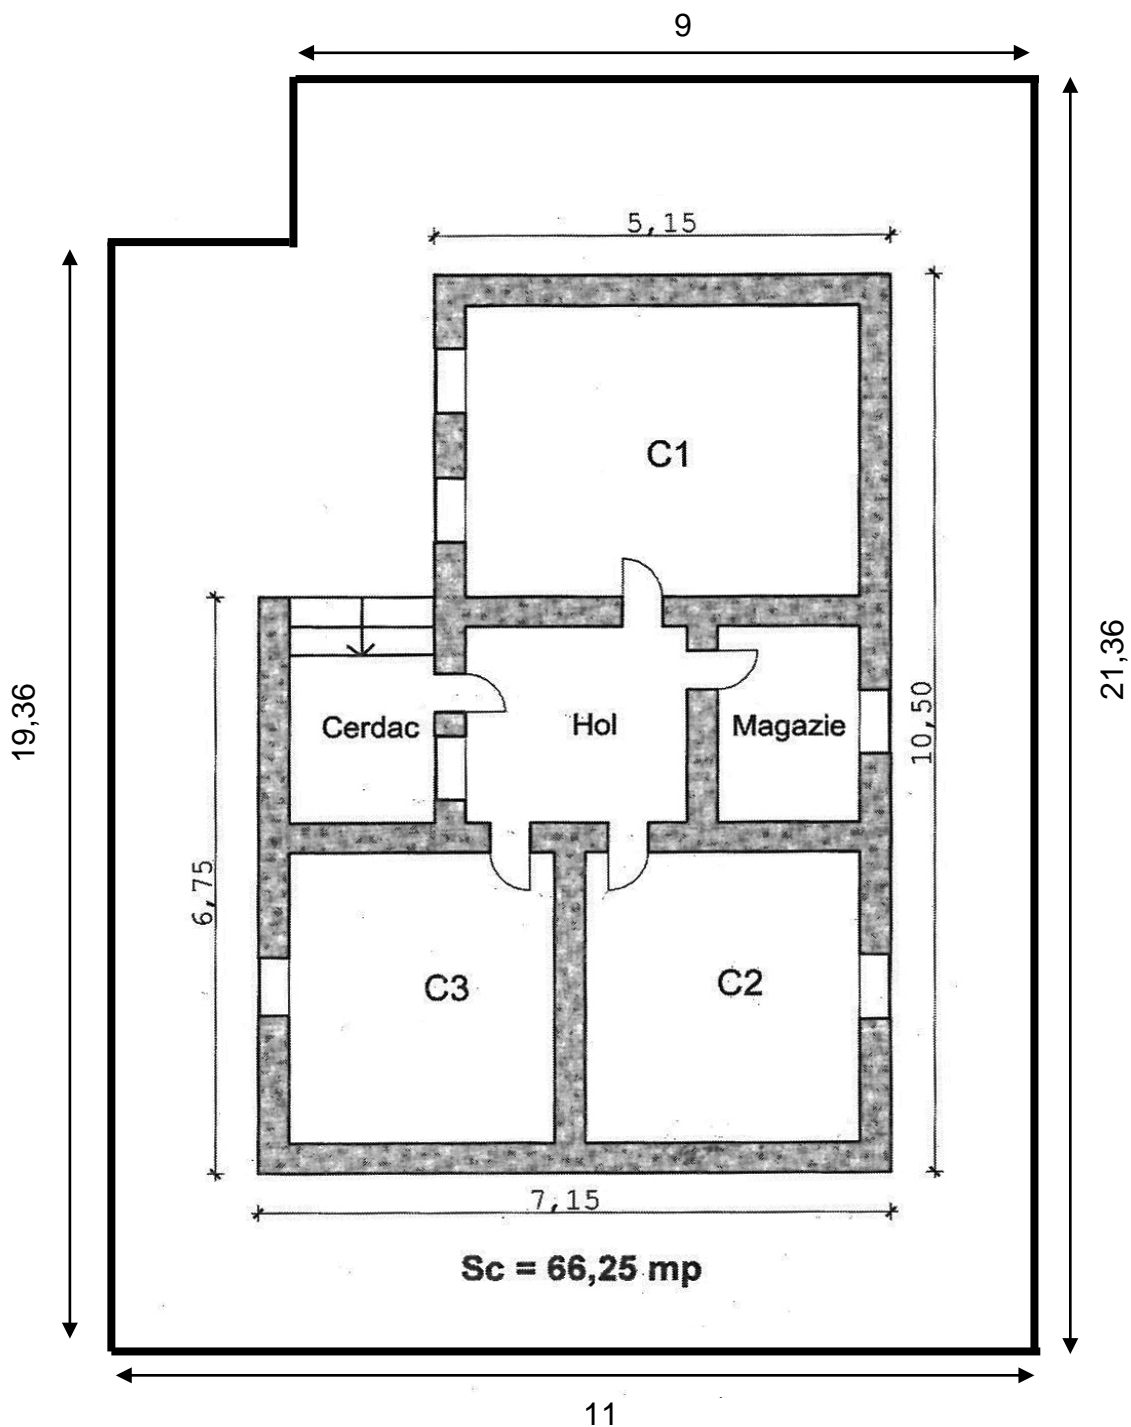 9
5,15
C1
19,36
21,36
Cerdac
Hol
Magazie
10,50
6,75
C3
C2
7,15
Sc = 66,25 mp
11